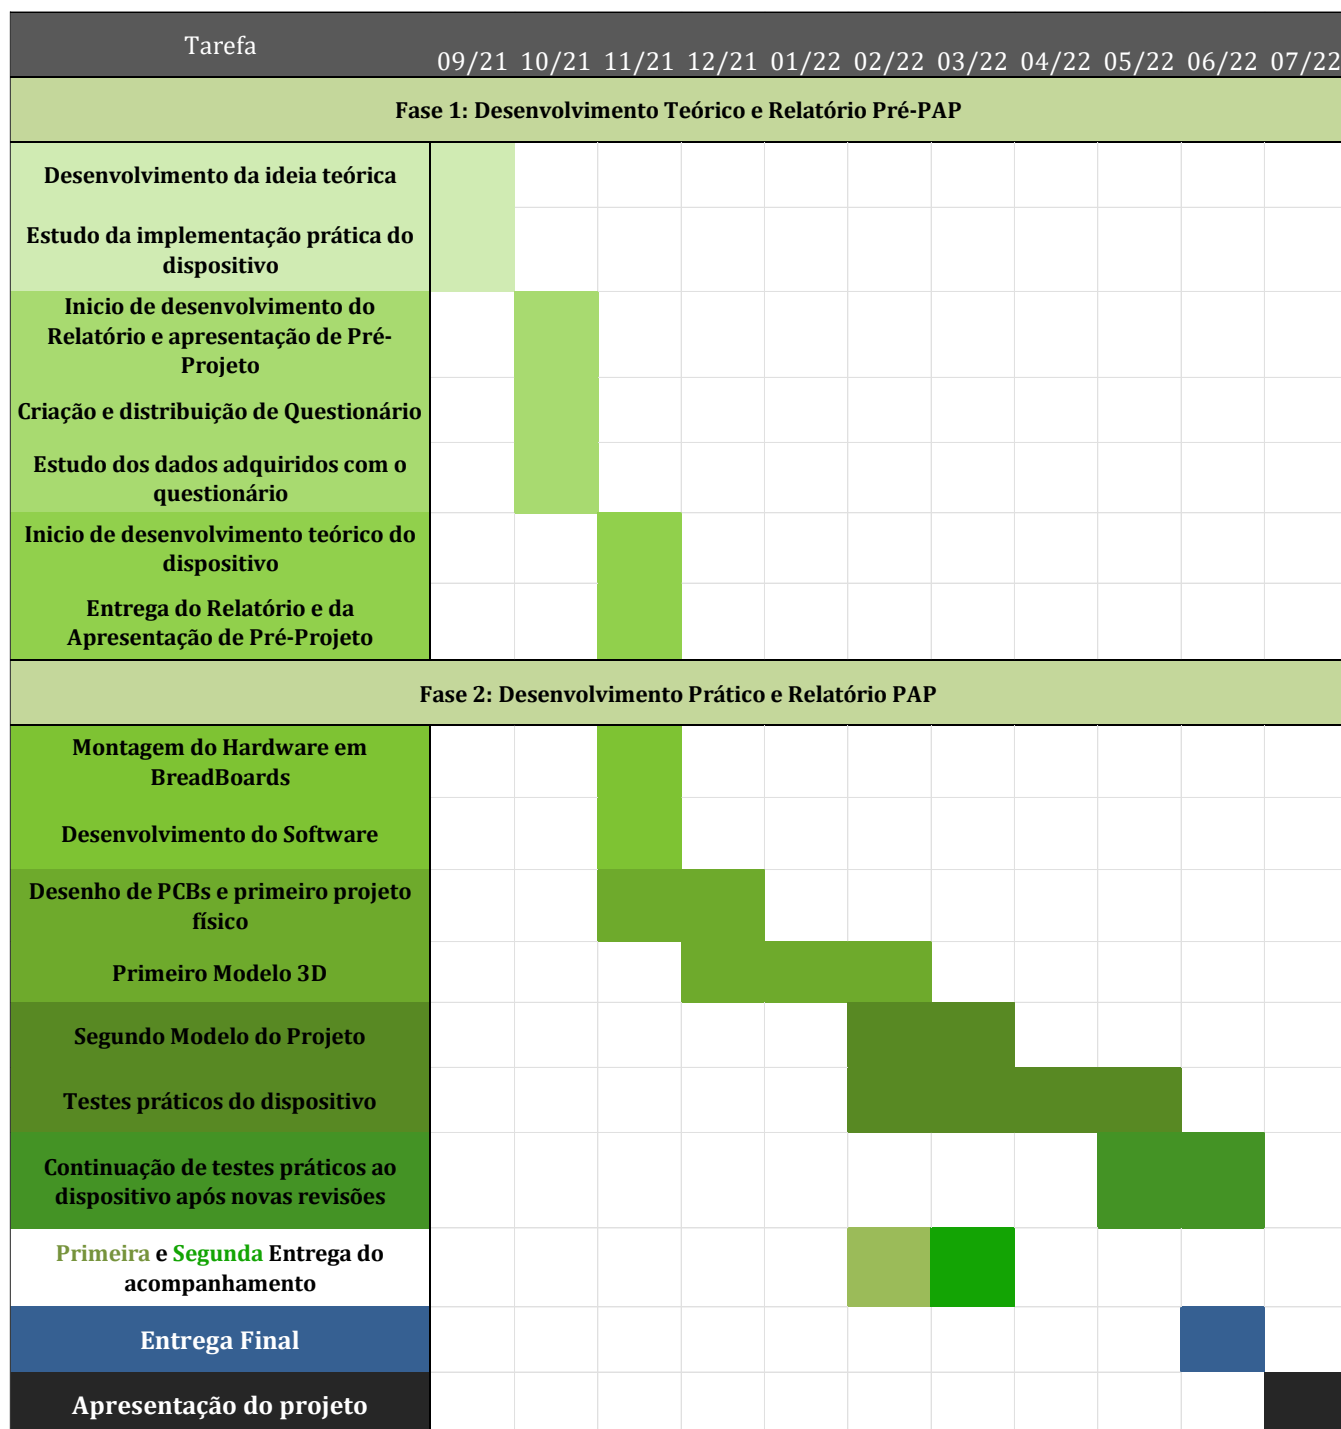 Tarefa
09/21 10/21 11/21 12/21 01/22 02/22 03/22 04/22 05/22 06/22 07/22
Fase 1: Desenvolvimento Teórico e Relatório Pré-PAP
Desenvolvimento da ideia teórica
Estudo da implementação prática do
dispositivo
Inicio de desenvolvimento do
Relatório e apresentação de Pré-
Projeto
Criação e distribuição de Questionário
Estudo dos dados adquiridos com o
questionário
Inicio de desenvolvimento teórico do
dispositivo
Entrega do Relatório e da
Apresentação de Pré-Projeto
Fase 2: Desenvolvimento Prático e Relatório PAP
Montagem do Hardware em
BreadBoards
Desenvolvimento do Software
Desenho de PCBs e primeiro projeto
físico
Primeiro Modelo 3D
Segundo Modelo do Projeto
Testes práticos do dispositivo
Continuação de testes práticos ao
dispositivo após novas revisões
Primeira e Segunda Entrega do
acompanhamento
Entrega Final
Apresentação do projeto